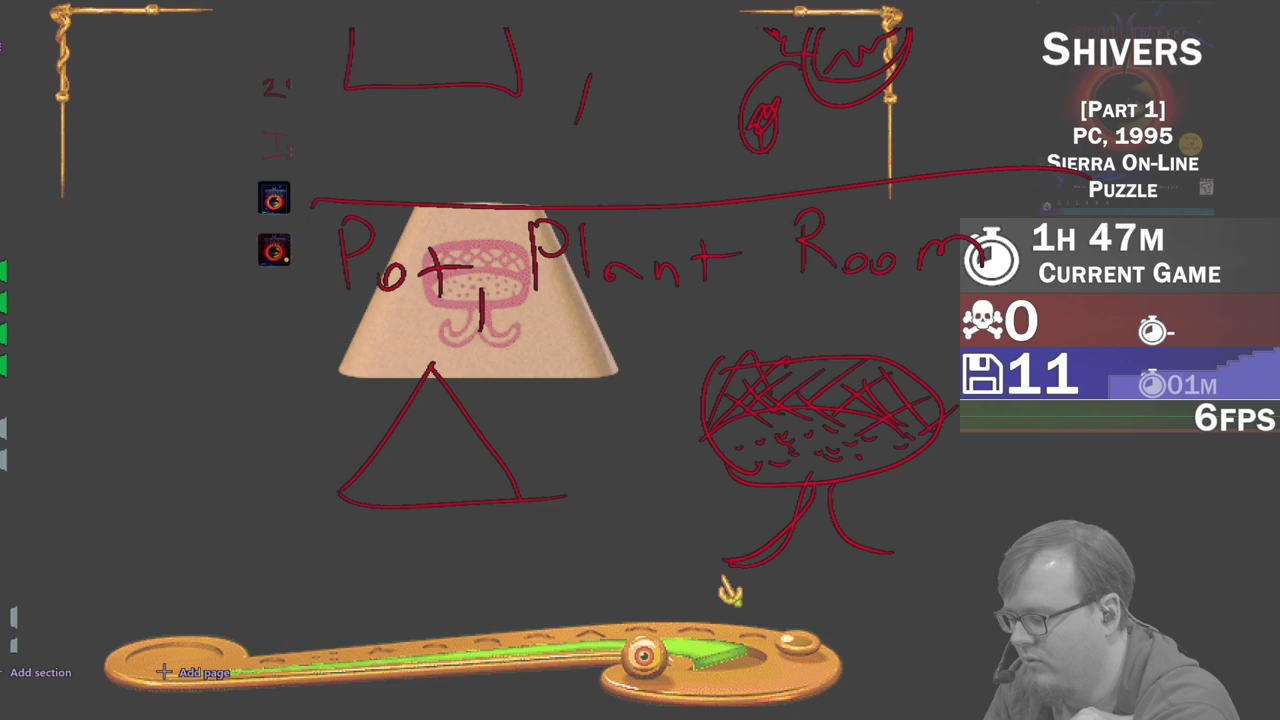 SHIVERS
[PART 1]
PC, 1995
SIERRA ON-LINE
PUZZLE
2'
I:
Pot, Plant Room
1H 47M
CURRENT GAME
0
-
11
01M
6FPS
Add section
Add page